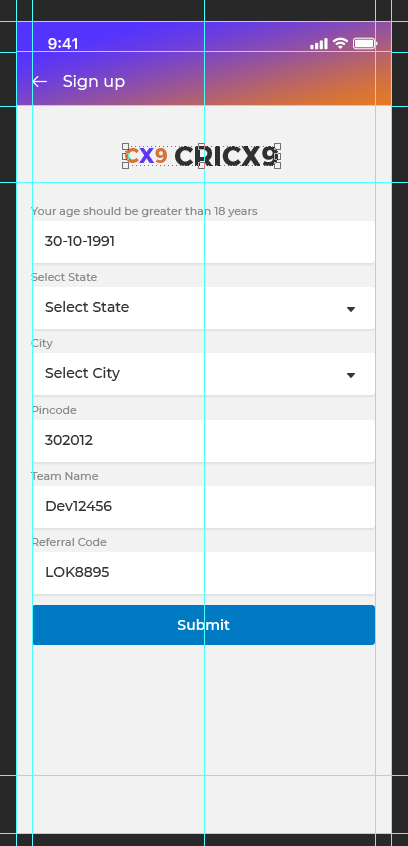 9:41
Sign up
CX9 CRICX9
Your age should be greater than 18 years
30-10-1991
Select State
Select State
City
Select City
Pincode
302012
Team Name
Dev12456
Referral Code
LOK8895
Submit